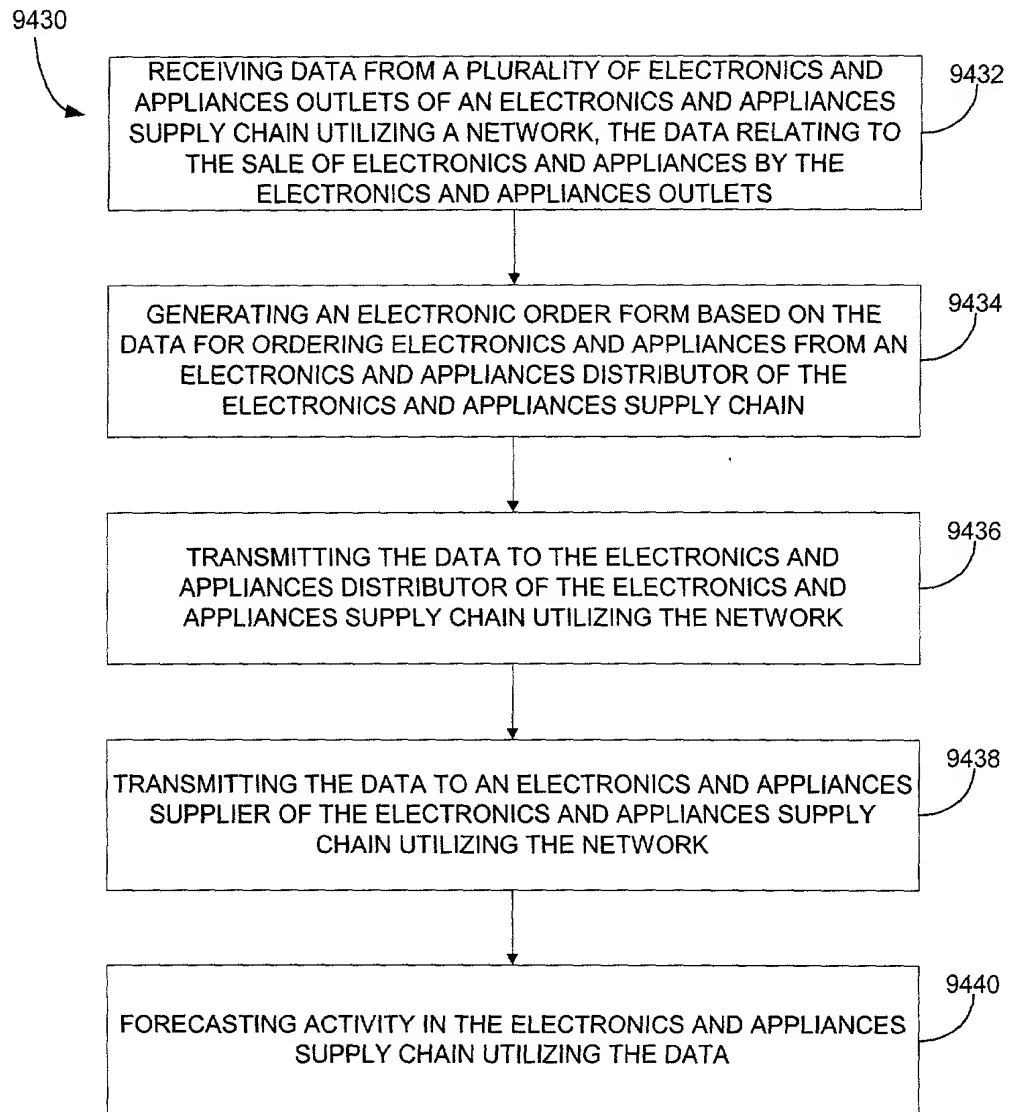 9430
RECEIVING DATA FROM A PLURALITY OF ELECTRONICS AND
APPLIANCES OUTLETS OF AN ELECTRONICS AND APPLIANCES
SUPPLY CHAIN UTILIZING A NETWORK, THE DATA RELATING TO
THE SALE OF ELECTRONICS AND APPLIANCES BY THE
ELECTRONICS AND APPLIANCES OUTLETS
9432
GENERATING AN ELECTRONIC ORDER FORM BASED ON THE
DATA FOR ORDERING ELECTRONICS AND APPLIANCES FROM AN
ELECTRONICS AND APPLIANCES DISTRIBUTOR OF THE
ELECTRONICS AND APPLIANCES SUPPLY CHAIN
9434
TRANSMITTING THE DATA TO THE ELECTRONICS AND
APPLIANCES DISTRIBUTOR OF THE ELECTRONICS AND
APPLIANCES SUPPLY CHAIN UTILIZING THE NETWORK
9436
TRANSMITTING THE DATA TO AN ELECTRONICS AND APPLIANCES
SUPPLIER OF THE ELECTRONICS AND APPLIANCES SUPPLY
CHAIN UTILIZING THE NETWORK
9438
FORECASTING ACTIVITY IN THE ELECTRONICS AND APPLIANCES
SUPPLY CHAIN UTILIZING THE DATA
9440